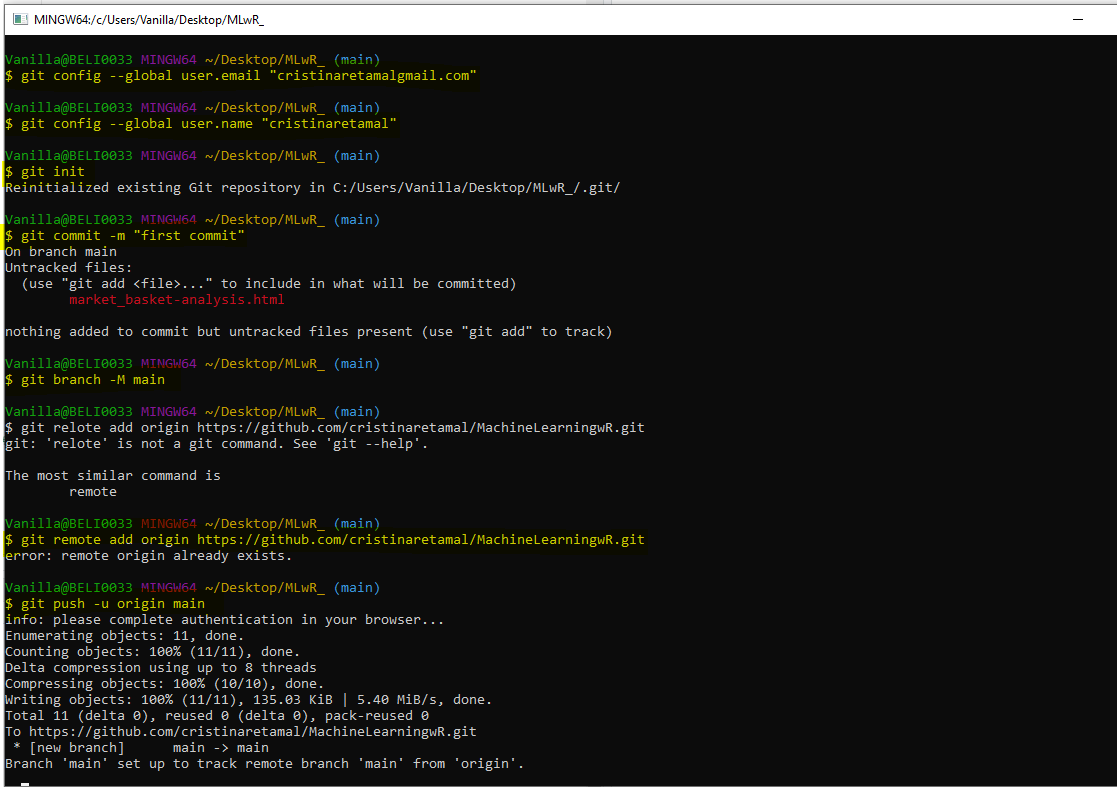 MINGW64:/c/Users/Vanilla/Desktop/MLwR_
Vanilla@BELI0033 MINGW64 ~/Desktop/MLwR_ (main)
$ git config --global user.email "cristinaretamalgmail.com"
Vanilla@BELI0033 MINGW64 ~/Desktop/MLwR_ (main)
$ git config --global user.name "cristinaretamal"
Vanilla@BELI0033 MINGW64 ~/Desktop/MLwR_ (main)
$ git init
Reinitialized existing Git repository in C:/Users/Vanilla/Desktop/MLwR_/.git/
Vanilla@BELI0033 MINGW64 ~/Desktop/MLwR_ (main)
$ git commit -m "first commit"
On branch main
Untracked files:
  (use "git add <file>..." to include in what will be committed)
        market_basket-analysis.html
nothing added to commit but untracked files present (use "git add" to track)
Vanilla@BELI0033 MINGW64 ~/Desktop/MLwR_ (main)
$ git branch -M main
Vanilla@BELI0033 MINGW64 ~/Desktop/MLwR_ (main)
$ git relote add origin https://github.com/cristinaretamal/MachineLearningwR.git
git: 'relote' is not a git command. See 'git --help'.
The most similar command is
        remote
Vanilla@BELI0033 MINGW64 ~/Desktop/MLwR_ (main)
$ git remote add origin https://github.com/cristinaretamal/MachineLearningwR.git
error: remote origin already exists.
Vanilla@BELI0033 MINGW64 ~/Desktop/MLwR_ (main)
$ git push -u origin main
info: please complete authentication in your browser...
Enumerating objects: 11, done.
Counting objects: 100% (11/11), done.
Delta compression using up to 8 threads
Compressing objects: 100% (10/10), done.
Writing objects: 100% (11/11), 135.03 KiB | 5.40 MiB/s, done.
Total 11 (delta 0), reused 0 (delta 0), pack-reused 0
To https://github.com/cristinaretamal/MachineLearningwR.git
 * [new branch]      main -> main
Branch 'main' set up to track remote branch 'main' from 'origin'.